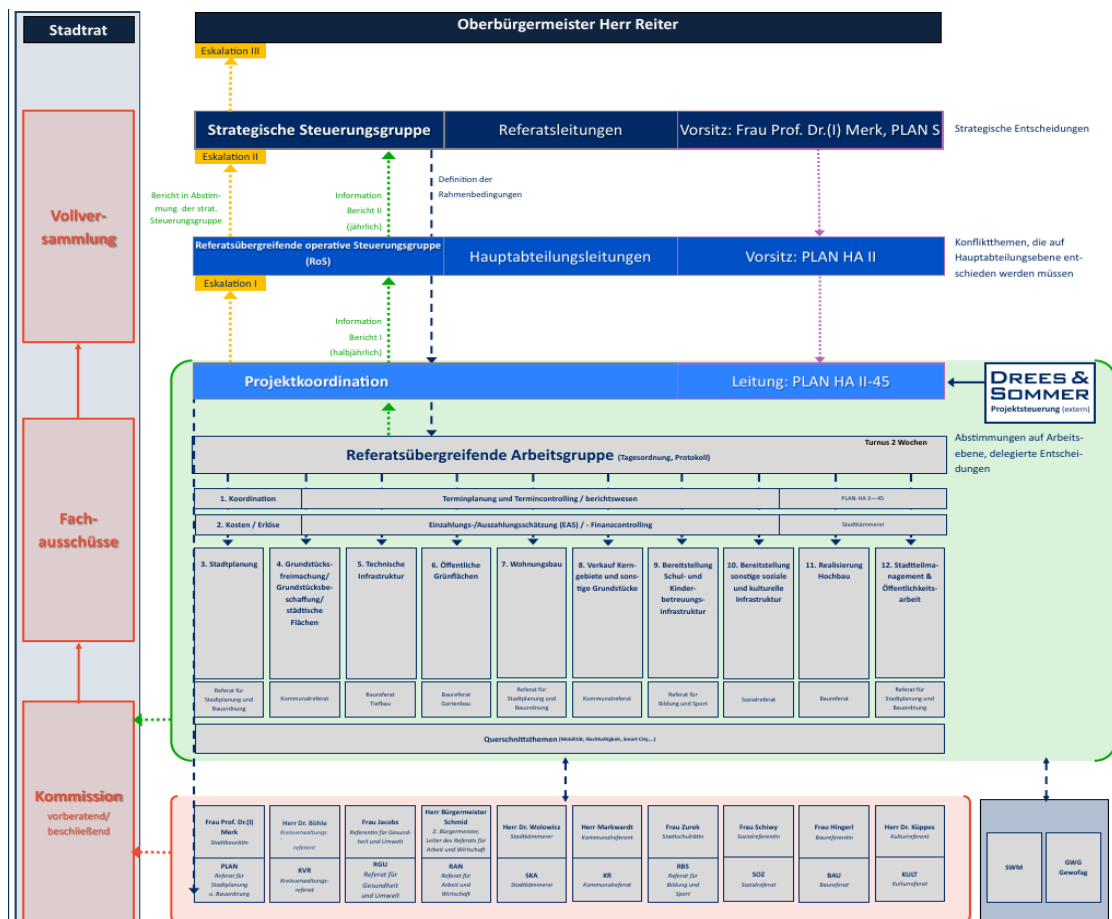 Stadtrat
Oberbürgermeister Herr Reiter
Eskalation III
Strategische Steuerungsgruppe
Referatsleitungen
Vorsitz: Frau Prof. Dr.(I) Merk, PLAN S
Strategische Entscheidungen
Eskalation II
Bericht in Abstim-
mung der strat.
Steuerungsgruppe
Information
Bericht II
(jährlich)
Definition der
Rahmenbedingungen
Vollver-
sammlung
Referatsübergreifende operative Steuerungsgruppe
(RoS)
Hauptabteilungsleitungen
Vorsitz: PLAN HA II
Konfliktthemen, die auf
Hauptabteilungsebene ent-
schieden werden müssen
Eskalation I
Information
Bericht I
(halbjährlich)
Projektkoordination
Leitung: PLAN HA II-45
DREES &
SOMMER
Projektsteuerung (extern)
Turnus 2 Wochen
Referatsübergreifende Arbeitsgruppe (Tagesordnung, Protokoll)
Abstimmungen auf Arbeits-
ebene, delegierte Entschei-
dungen
1. Koordination
Terminplanung und Termincontrolling / berichtswesen
PLAN-HA II—45
2. Kosten / Erlöse
Einzahlungs-/Auszahlungsschätzung (EAS) / - Finanzcontrolling
Stadtkämmerei
Fach-
ausschüsse
3. Stadtplanung
4. Grundstücks-
freimachung/
Grundstücksbe-
schaffung/
städtische
Flächen
5. Technische
Infrastruktur
6. Öffentliche
Grünflächen
7. Wohnungsbau
8. Verkauf Kern-
gebiete und sons-
tige Grundstücke
9. Bereitstellung
Schul- und
Kinder-
betreuungs-
infrastruktur
10. Bereitstellung
sonstige soziale
und kulturelle
Infrastruktur
11. Realisierung
Hochbau
12. Stadtteilma-
nagement &
Öffentlichkeits-
arbeit
Referat für
Stadtplanung und
Bauordnung
Kommunalreferat
Baureferat
Tiefbau
Baureferat
Gartenbau
Referat für
Stadtplanung und
Bauordnung
Kommunalreferat
Referat für
Bildung und Sport
Sozialreferat
Baureferat
Referat für
Stadtplanung und
Bauordnung
Querschnittsthemen (Mobilität, Nachhaltigkeit, Smart City,...)
Kommission
vorberatend/
beschließend
Frau Prof. Dr.(I)
Merk
Stadtbaurätin
Herr Dr. Böhle
Kreisverwaltungs
referent
Frau Jacobs
Referentin für Gesund-
heit und Umwelt
Herr Bürgermeister
Schmid
2. Bürgermeister,
Leiter des Referats für
Arbeit und Wirtschaft
Herr Dr. Wolowicz
Stadtkämmerer
Herr Markwardt
Kommunalreferent
Frau Zurek
Stadtschulrätin
Frau Schiwy
Sozialreferentin
Frau Hingerl
Baureferentin
Herr Dr. Küppes
Kulturreferent
PLAN
Referat für
Stadtplanung
u. Bauordnung
KVR
Kreisverwaltungs-
referat
RGU
Referat für
Gesundheit
und Umwelt
RAN
Referat für
Arbeit und
Wirtschaft
SKA
Stadtkämmerei
KR
Kommunalreferat
RBS
Referat für
Bildung und
Sport
SOZ
Sozialreferat
BAU
Baureferat
KULT
Kulturreferat
SWM
GWG
Gewofag